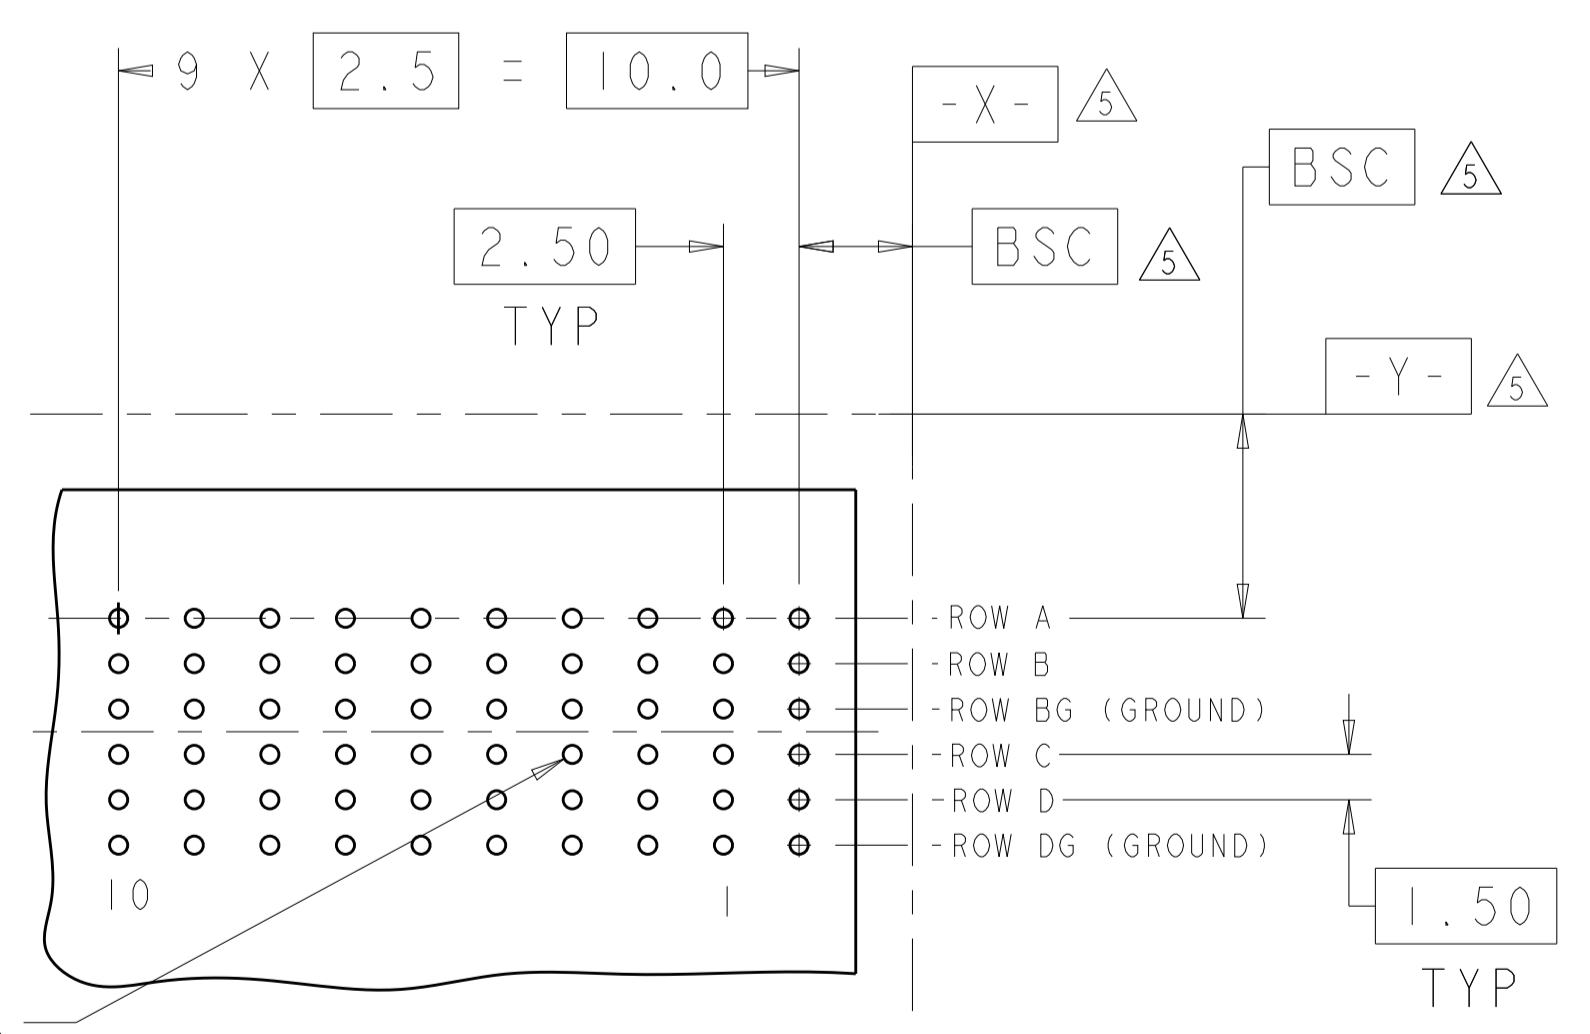 9 X 2.5 = 10.0
-X- 5
BSC 5
2.50
TYP
BSC 5
-Y- 5
-ROW A
-ROW B
-ROW BG (GROUND)
-ROW C
-ROW D
-ROW DG (GROUND)
10 1
1.50
TYP